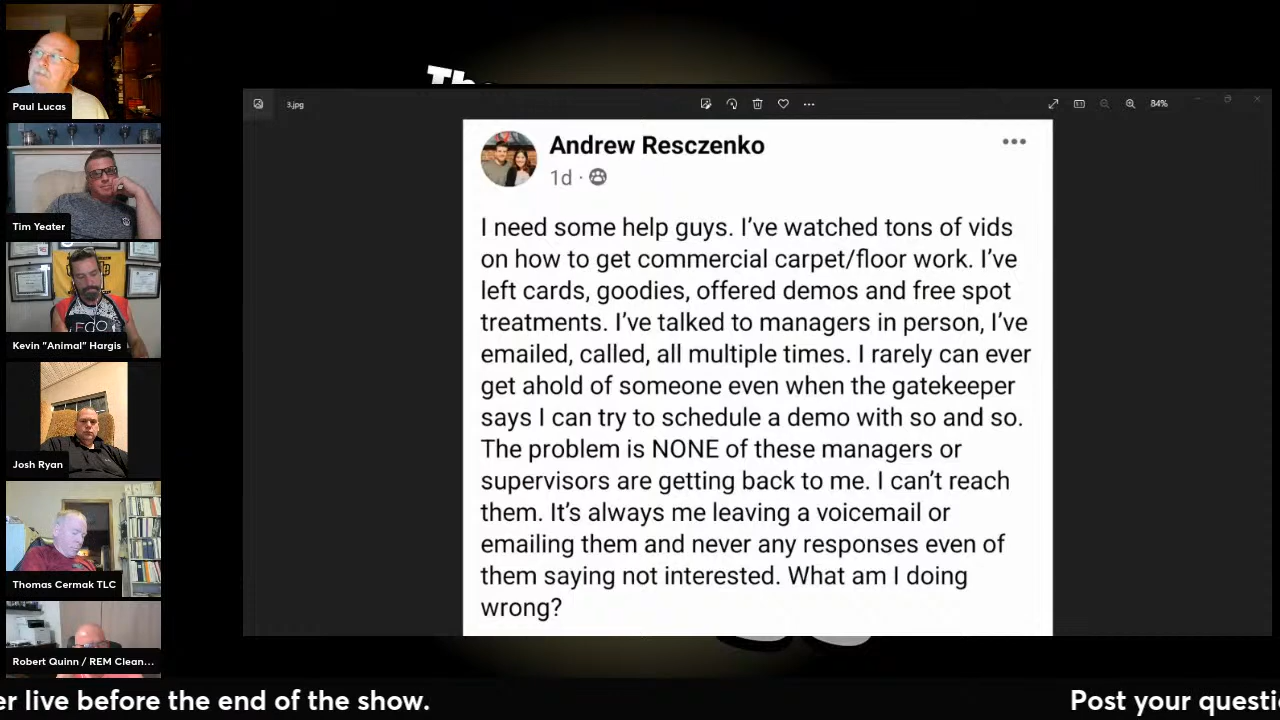 Paul Lucas
Tim Yeater
Kevin "Animal" Hargis
Josh Ryan
Thomas Cermak TLC
Robert Quinn / REM Clean...
Th
3.jpg
84%
Andrew Resczenko
1d ·
I need some help guys. I've watched tons of vids
on how to get commercial carpet/floor work. I've
left cards, goodies, offered demos and free spot
treatments. I've talked to managers in person, I've
emailed, called, all multiple times. I rarely can ever
get ahold of someone even when the gatekeeper
says I can try to schedule a demo with so and so.
The problem is NONE of these managers or
supervisors are getting back to me. I can't reach
them. It's always me leaving a voicemail or
emailing them and never any responses even of
them saying not interested. What am I doing
wrong?
er live before the end of the show.
Post your questi